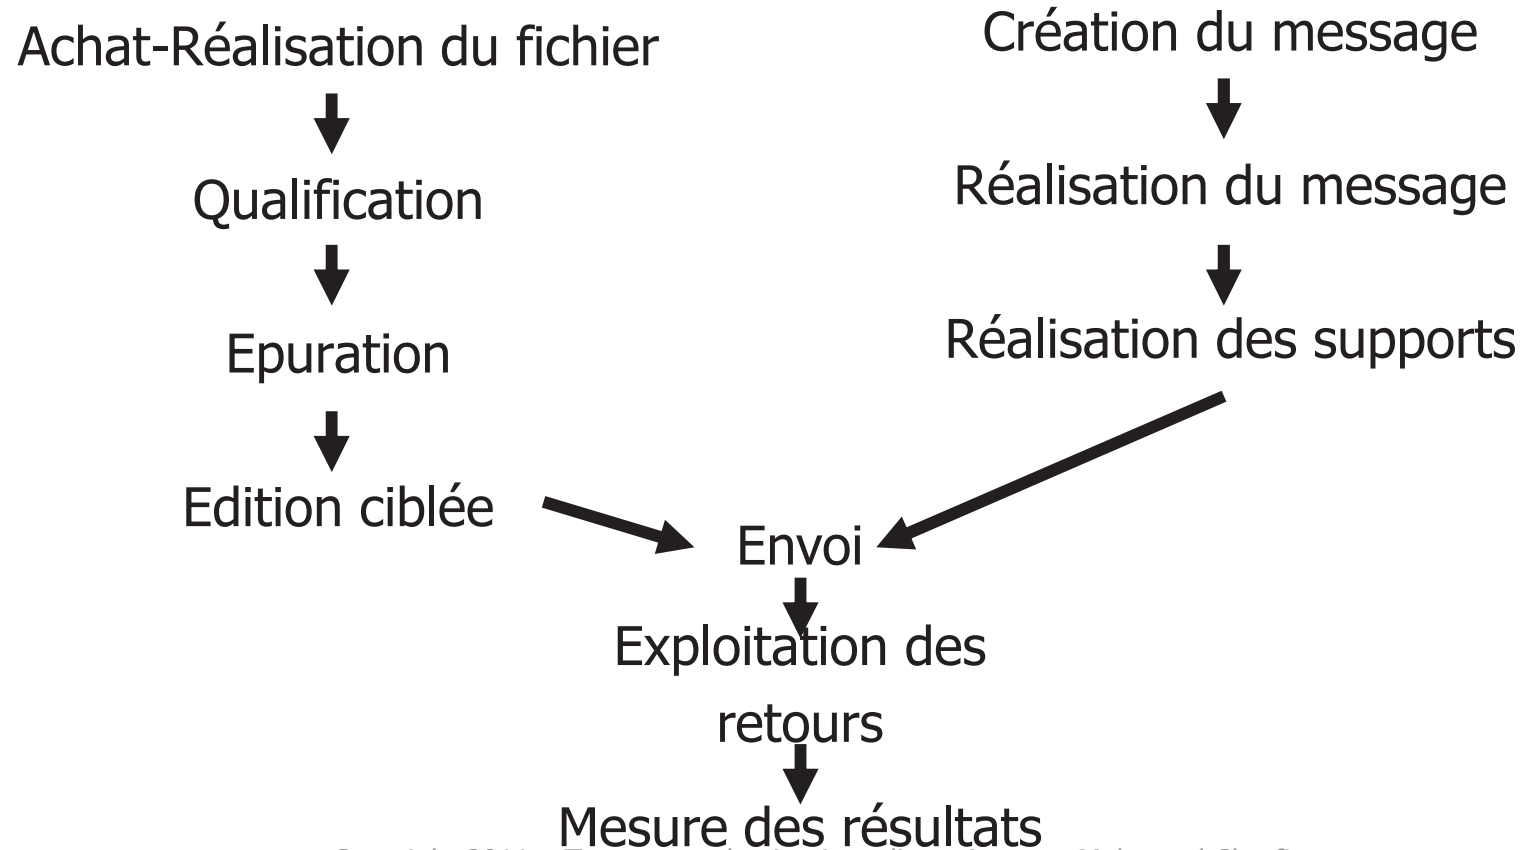 Achat-Réalisation du fichier
Qualification
Epuration
Edition ciblée
Création du message
Réalisation du message
Réalisation des supports
Envoi
Exploitation des
retours
Mesure des résultats